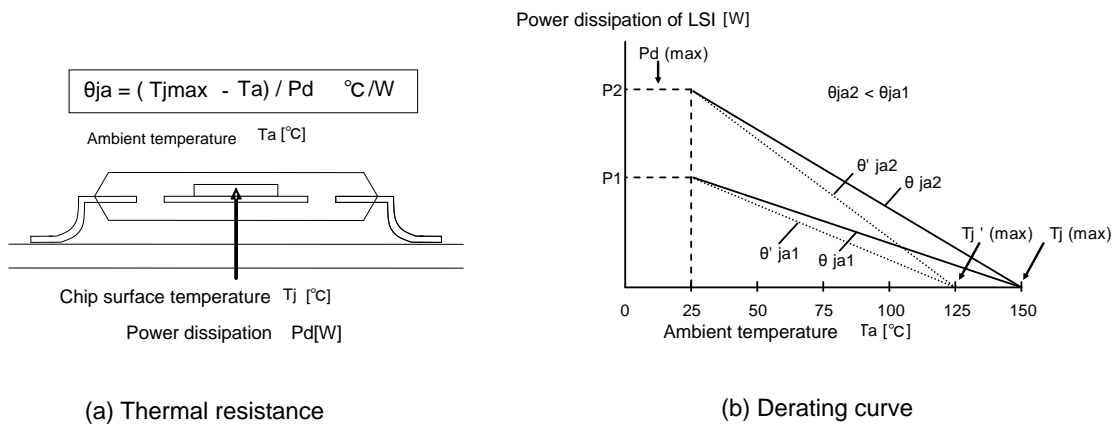 θja = ( Tjmax - Ta) / Pd ℃/W
Ambient temperature Ta [℃]
Chip surface temperature Tj [℃]
Power dissipation Pd[W]
(a) Thermal resistance
Power dissipation of LSI [W]
Pd (max)
P2
θja2 < θja1
θ' ja2
θ ja2
P1
Tj ' (max)
Tj (max)
θ' ja1
θ ja1
0 25 50 75 100 125 150
Ambient temperature Ta [℃]
(b) Derating curve